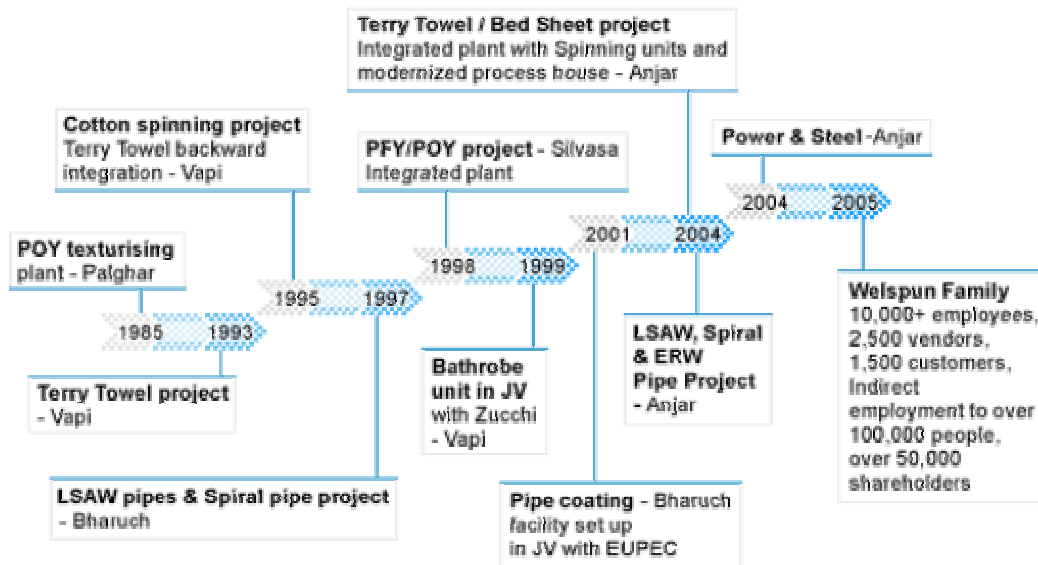 Terry Towel / Bed Sheet project
Integrated plant with Spinning units and
modernized process house - Anjar
Cotton spinning project
Terry Towel backward
integration - Vapi
PFY/POY project - Silvasa
Integrated plant
Power & Steel -Anjar
2004
2005
2001
2004
POY texturising
plant - Palghar
1998
1999
1995
1997
1985
1993
Terry Towel project
- Vapi
Bathrobe
unit in JV
with Zucchi
- Vapi
LSAW, Spiral
& ERW
Pipe Project
- Anjar
Welspun Family
10,000+ employees,
2,500 vendors,
1,500 customers,
Indirect
employment to over
100,000 people,
over 50,000
shareholders
LSAW pipes & Spiral pipe project
- Bharuch
Pipe coating - Bharuch
facility set up
in JV with EUPEC